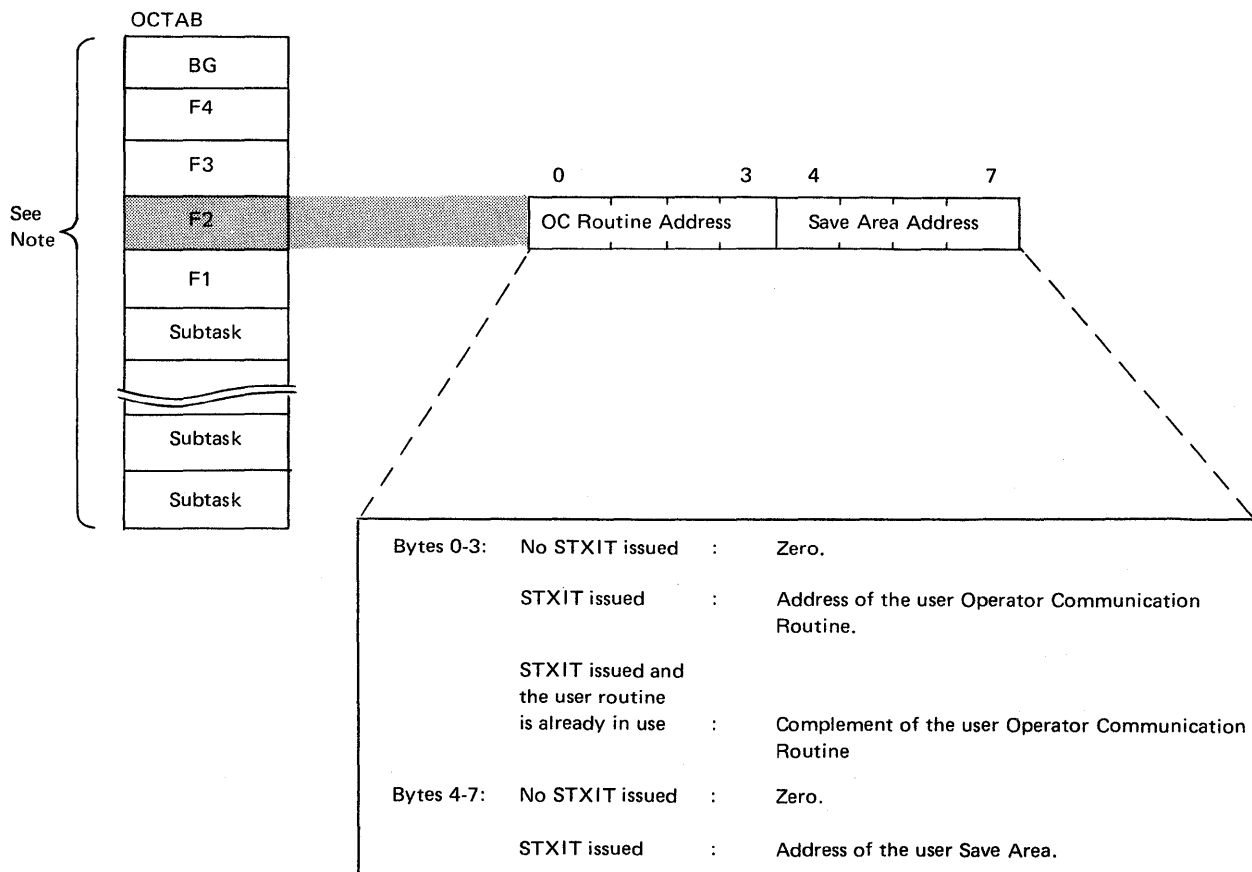 OCTAB
BG
F4
F3
F2
F1
Subtask
Subtask
Subtask
See
Note
0 3 4 7
OC Routine Address Save Area Address
Bytes 0-3: No STXIT issued : Zero.
STXIT issued : Address of the user Operator Communication
Routine.
STXIT issued and
the user routine
is already in use : Complement of the user Operator Communication
Routine
Bytes 4-7: No STXIT issued : Zero.
STXIT issued : Address of the user Save Area.